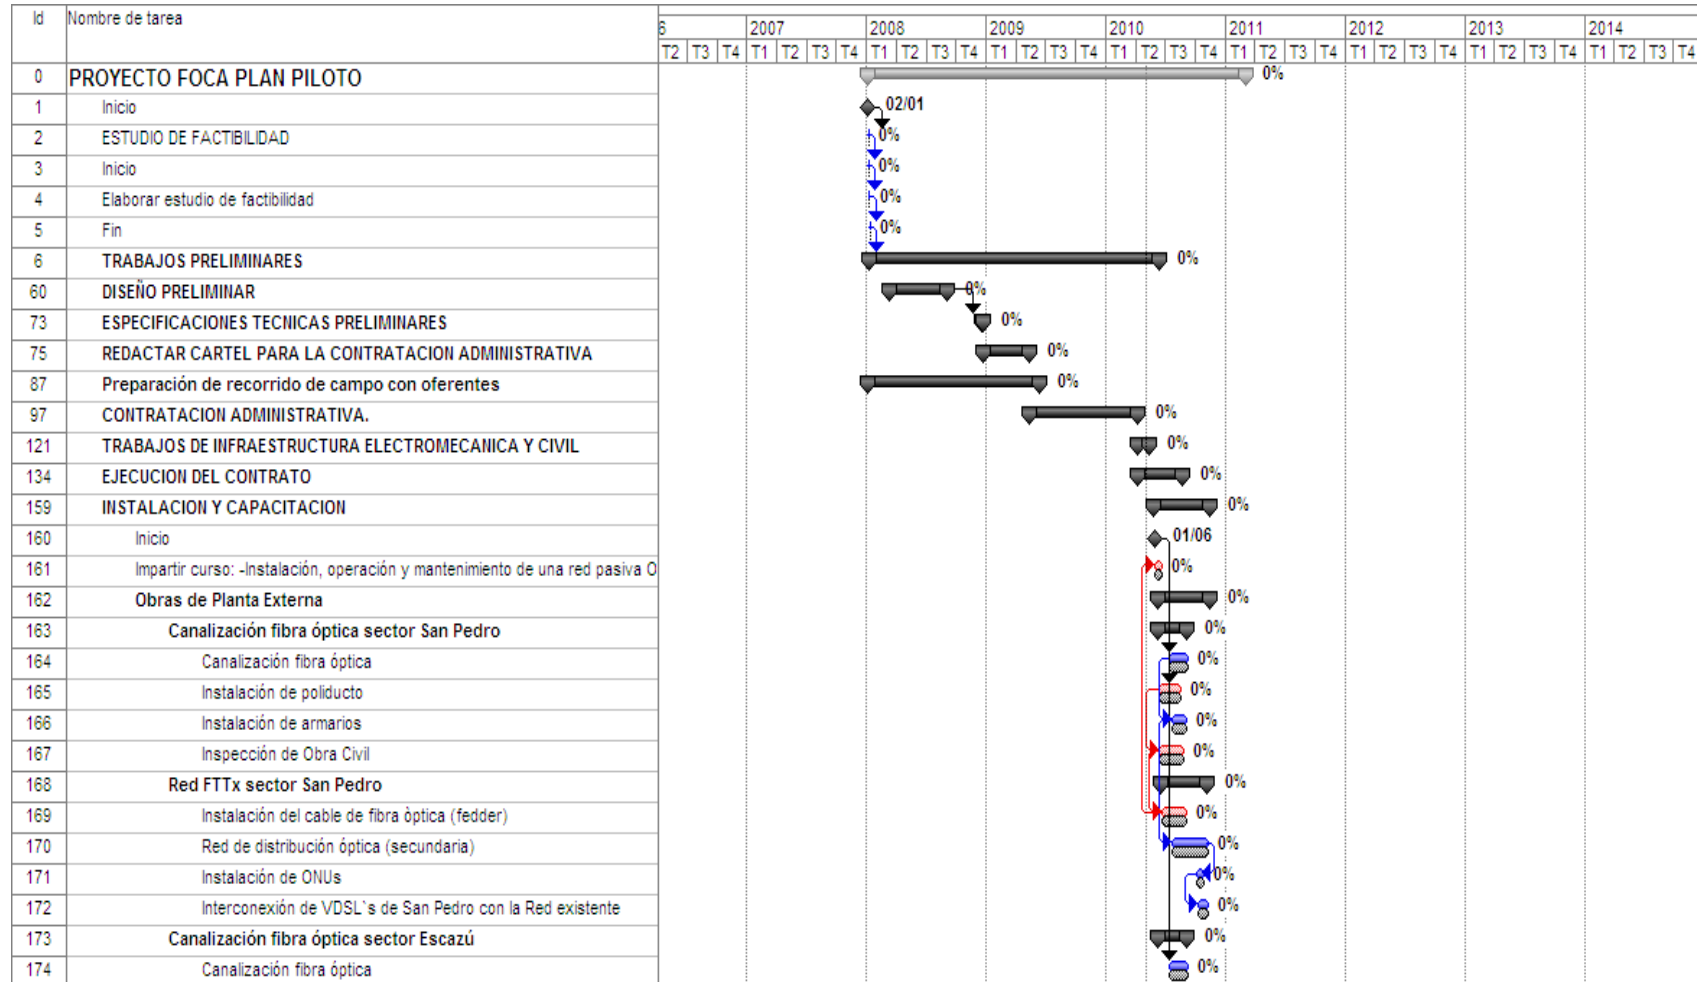 Id Nombre de tarea
6 2007 2008 2009 2010 2011 2012 2013 2014
T2 T3 T4 T1 T2 T3 T4 T1 T2 T3 T4 T1 T2 T3 T4 T1 T2 T3 T4 T1 T2 T3 T4 T1 T2 T3 T4 T1 T2 T3 T4 T1 T2 T3 T4
0 PROYECTO FOCA PLAN PILOTO 0%
1 Inicio 02/01
2 ESTUDIO DE FACTIBILIDAD 0%
3 Inicio 0%
4 Elaborar estudio de factibilidad 0%
5 Fin 0%
6 TRABAJOS PRELIMINARES 0%
60 DISEÑO PRELIMINAR 0%
73 ESPECIFICACIONES TECNICAS PRELIMINARES 0%
75 REDACTAR CARTEL PARA LA CONTRATACION ADMINISTRATIVA 0%
87 Preparación de recorrido de campo con oferentes 0%
97 CONTRATACION ADMINISTRATIVA. 0%
121 TRABAJOS DE INFRAESTRUCTURA ELECTROMECANICA Y CIVIL 0%
134 EJECUCION DEL CONTRATO 0%
159 INSTALACION Y CAPACITACION 0%
160 Inicio 01/06
161 Impartir curso: -Instalación, operación y mantenimiento de una red pasiva O 0%
162 Obras de Planta Externa 0%
163 Canalización fibra óptica sector San Pedro 0%
164 Canalización fibra óptica 0%
165 Instalación de poliducto 0%
166 Instalación de armarios 0%
167 Inspección de Obra Civil 0%
168 Red FTTx sector San Pedro 0%
169 Instalación del cable de fibra òptica (fedder) 0%
170 Red de distribución óptica (secundaria) 0%
171 Instalación de ONUs 0%
172 Interconexión de VDSL`s de San Pedro con la Red existente 0%
173 Canalización fibra óptica sector Escazú 0%
174 Canalización fibra óptica 0%